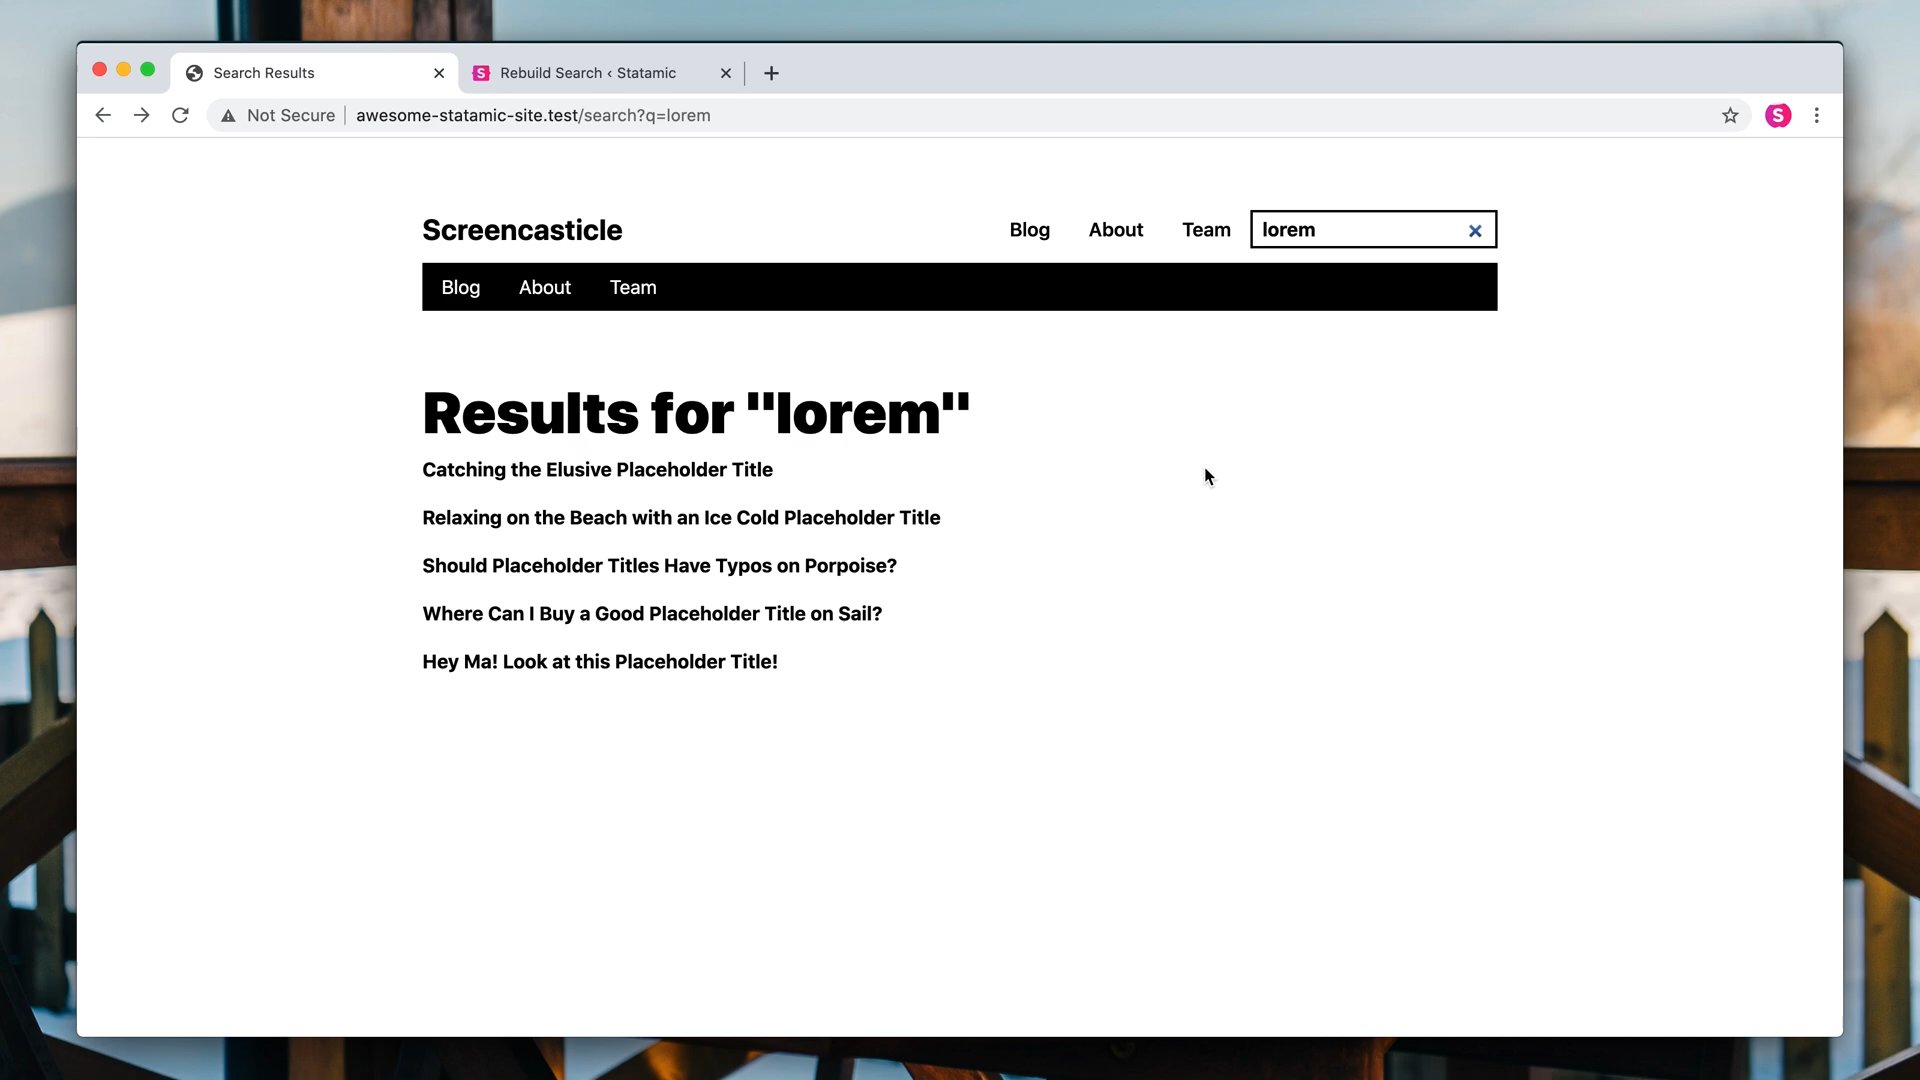 Search Results
S Rebuild Search ‹ Statamic
Not Secure awesome-statamic-site.test/search?q=lorem S
Screencasticle Blog About Team lorem
Blog About Team
Results for "lorem"
Catching the Elusive Placeholder Title
Relaxing on the Beach with an Ice Cold Placeholder Title
Should Placeholder Titles Have Typos on Porpoise?
Where Can I Buy a Good Placeholder Title on Sail?
Hey Ma! Look at this Placeholder Title!